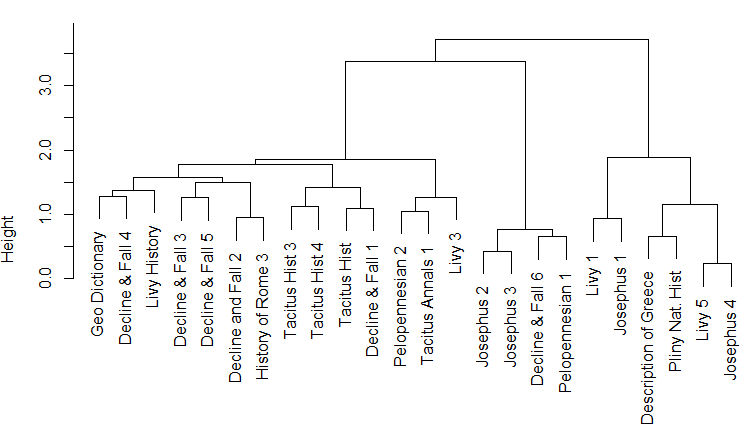 Height
3.0
2.0
1.0
0.0
Geo Dictionary
Decline & Fall 4
Livy History
Decline & Fall 3
Decline & Fall 5
Decline and Fall 2
History of Rome 3
Tacitus Hist 3
Tacitus Hist 4
Tacitus Hist
Decline & Fall 1
Pelopennesian 2
Tacitus Annals 1
Livy 3
Josephus 2
Josephus 3
Decline & Fall 6
Pelopennesian 1
Livy 1
Josephus 1
Description of Greece
Pliny Nat. Hist
Livy 5
Josephus 4